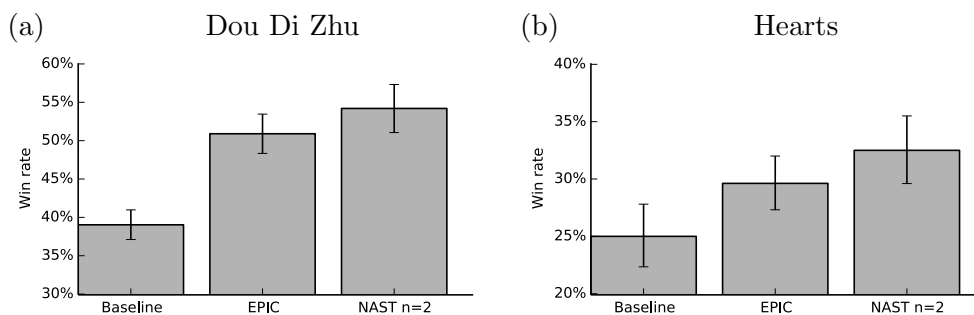 (a) Dou Di Zhu
60%
55%
50%
45%
40%
35%
30%
Win rate
Baseline EPIC NAST n=2
(b) Hearts
40%
35%
30%
25%
20%
Win rate
Baseline EPIC NAST n=2